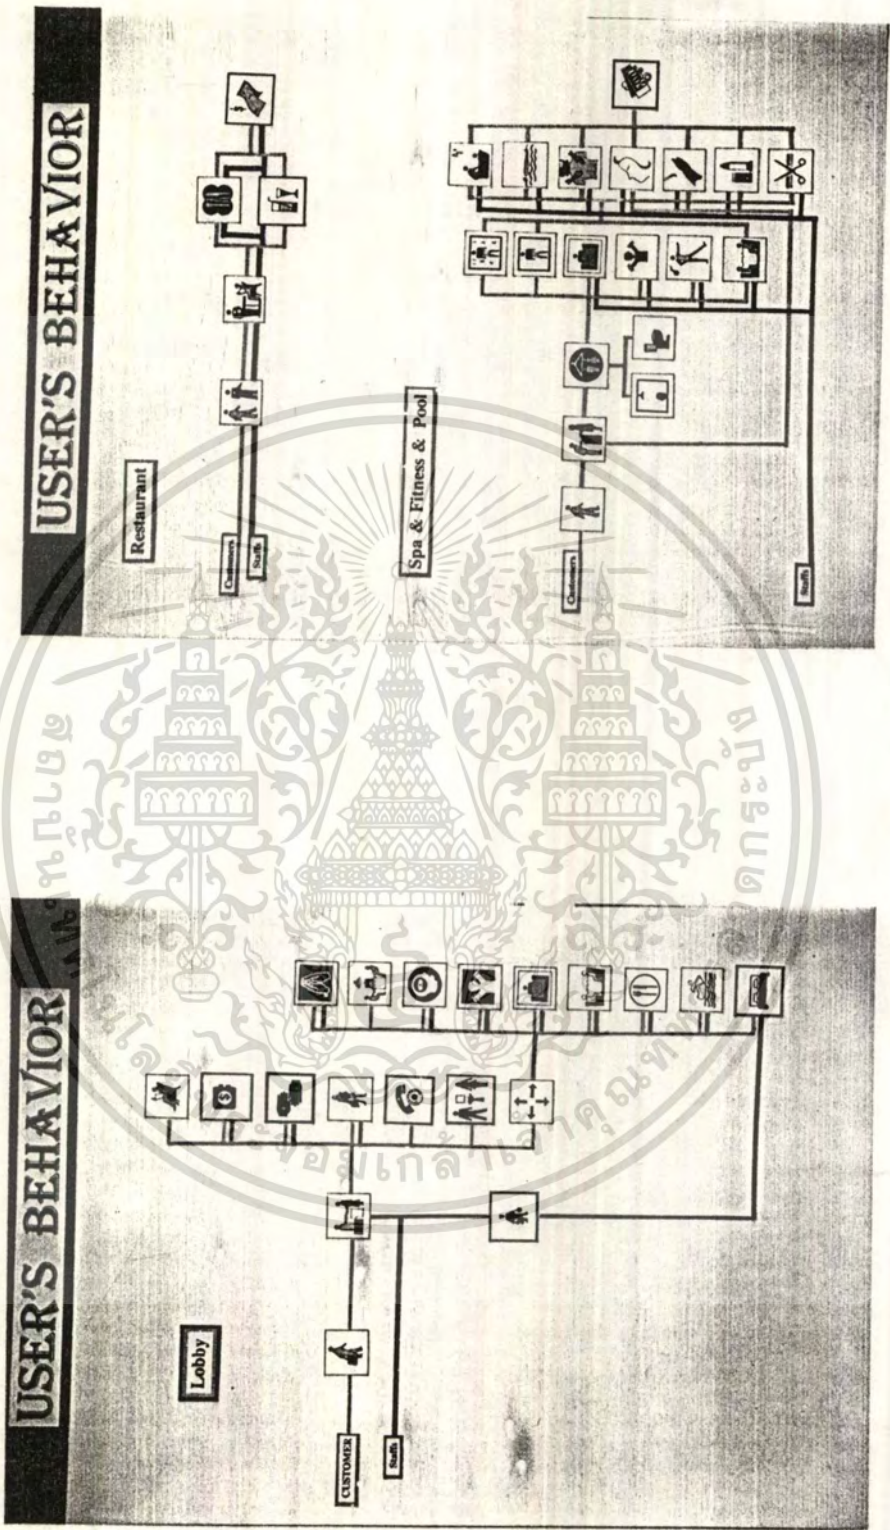 USER'S BEHAVIOR
Lobby
CUSTOMER
Staffs
USER'S BEHAVIOR
Restaurant
Customers
Staffs
Spa & Fitness & Pool
Customers
Staffs